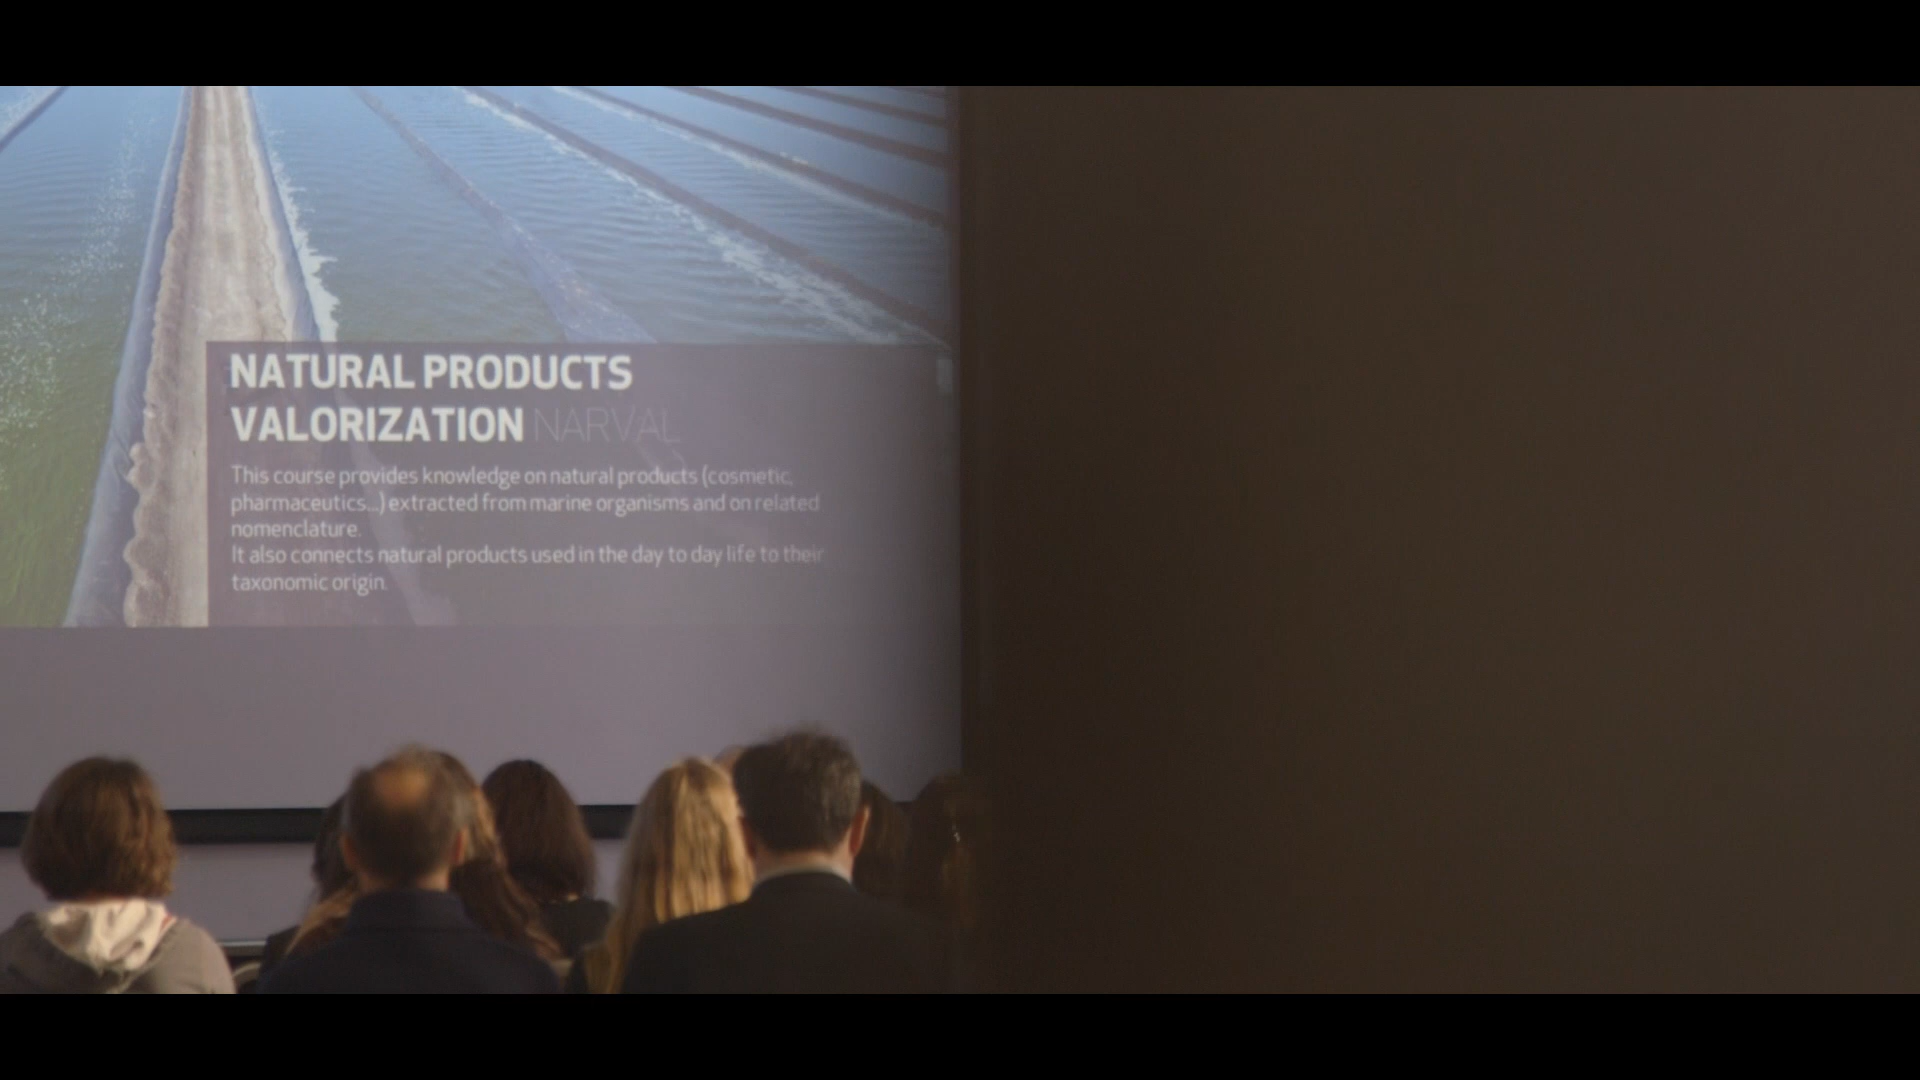 NATURAL PRODUCTS
VALORIZATION NARVAL
This course provides knowledge on natural products (cosmetic,
pharmaceutics...) extracted from marine organisms and on related
nomenclature.
It also connects natural products used in the day to day life to their
taxonomic origin.